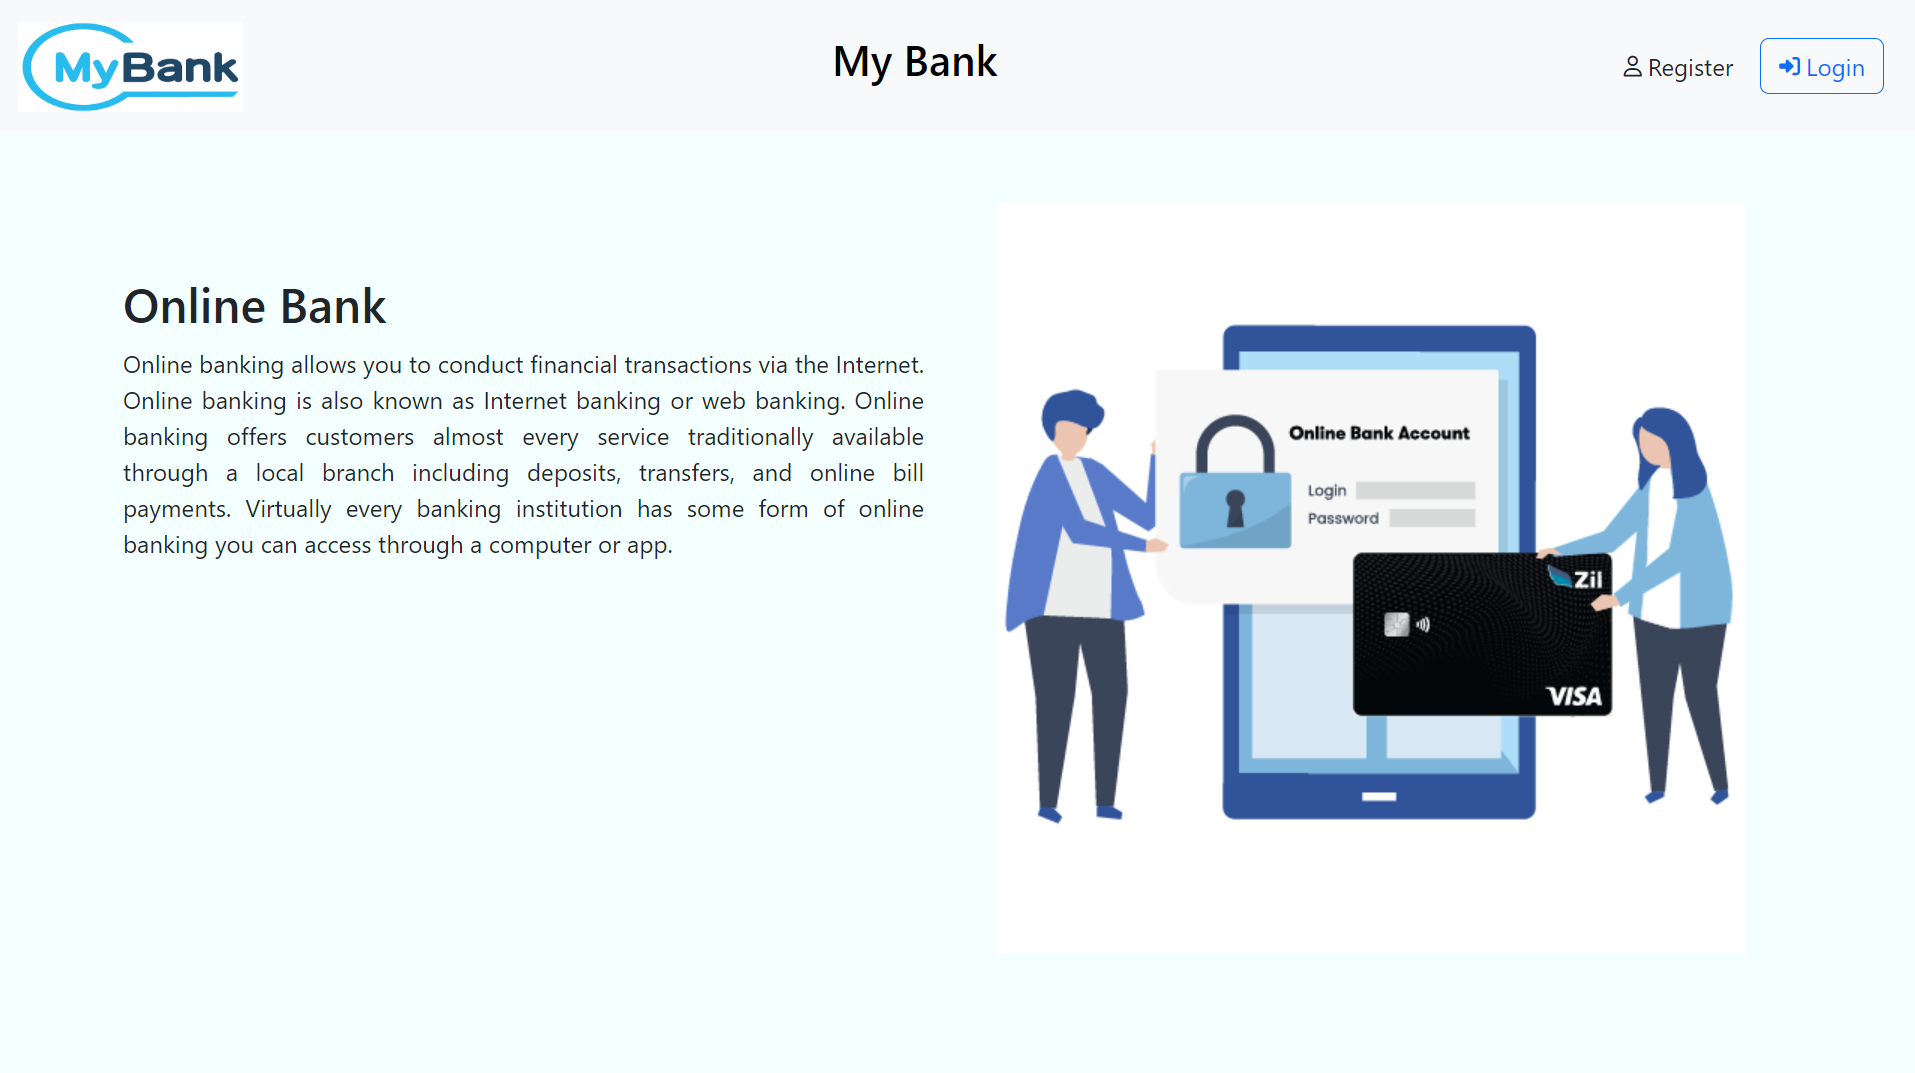 MyBank
My Bank
Register
Login
Online Bank
Online banking allows you to conduct financial transactions via the Internet.
Online banking is also known as Internet banking or web banking. Online
banking offers customers almost every service traditionally available
through a local branch including deposits, transfers, and online bill
payments. Virtually every banking institution has some form of online
banking you can access through a computer or app.
Online Bank Account
Login
Password
Zil
VISA